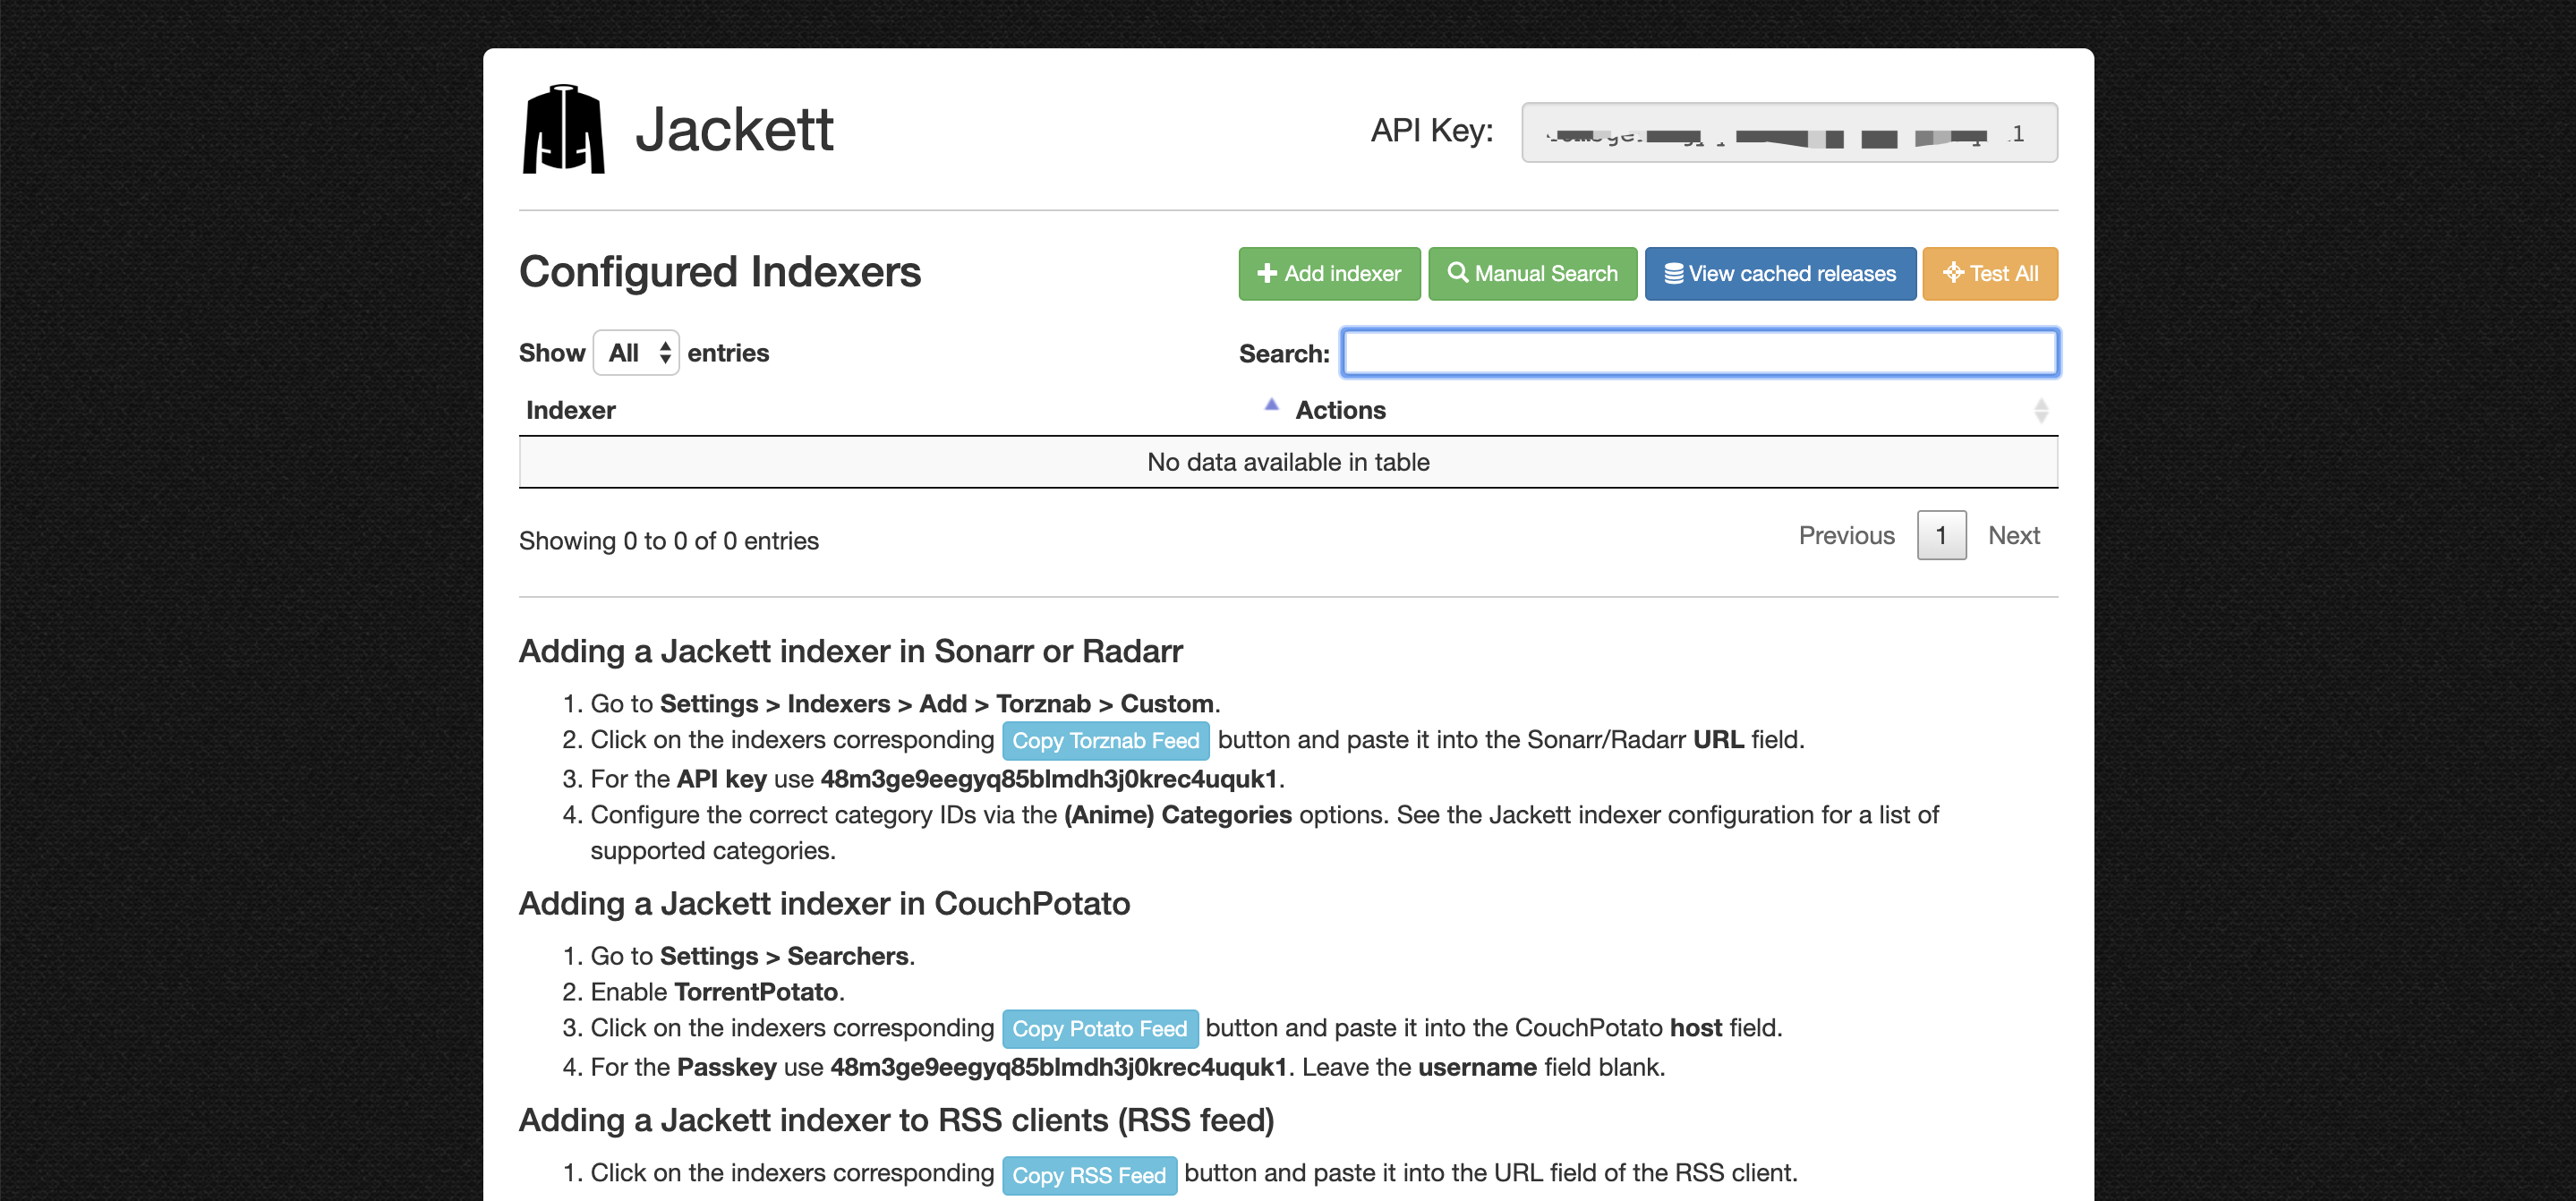 Jackett
API Key:
Configured Indexers
Add indexer
Manual Search
View cached releases
Test All
Show All entries
Search:
Indexer
Actions
No data available in table
Showing 0 to 0 of 0 entries
Previous 1 Next
Adding a Jackett indexer in Sonarr or Radarr
1. Go to Settings > Indexers > Add > Torznab > Custom.
2. Click on the indexers corresponding Copy Torznab Feed button and paste it into the Sonarr/Radarr URL field.
3. For the API key use 48m3ge9eegyq85blmdh3j0krec4uquk1.
4. Configure the correct category IDs via the (Anime) Categories options. See the Jackett indexer configuration for a list of
supported categories.
Adding a Jackett indexer in CouchPotato
1. Go to Settings > Searchers.
2. Enable TorrentPotato.
3. Click on the indexers corresponding Copy Potato Feed button and paste it into the CouchPotato host field.
4. For the Passkey use 48m3ge9eegyq85blmdh3j0krec4uquk1. Leave the username field blank.
Adding a Jackett indexer to RSS clients (RSS feed)
1. Click on the indexers corresponding Copy RSS Feed button and paste it into the URL field of the RSS client.